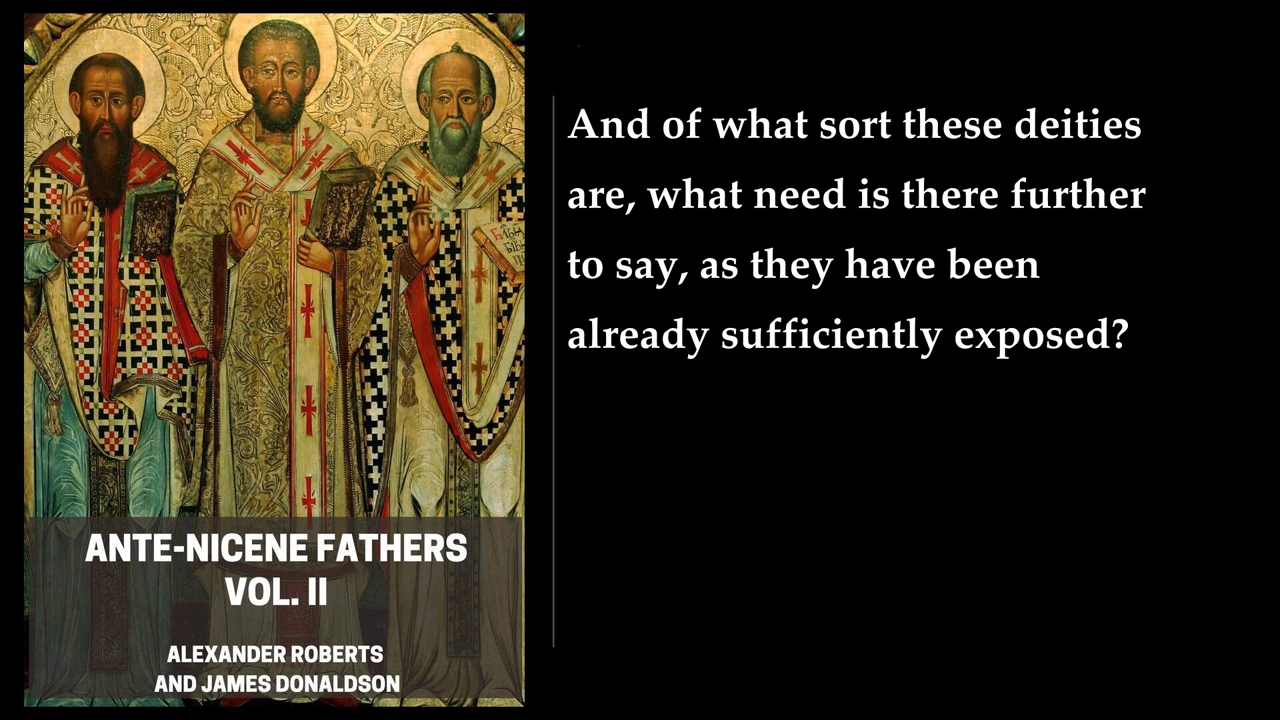 And of what sort these deities
are, what need is there further
to say, as they have been
already sufficiently exposed?
ANTE-NICENE FATHERS
VOL. II
ALEXANDER ROBERTS
AND JAMES DONALDSON